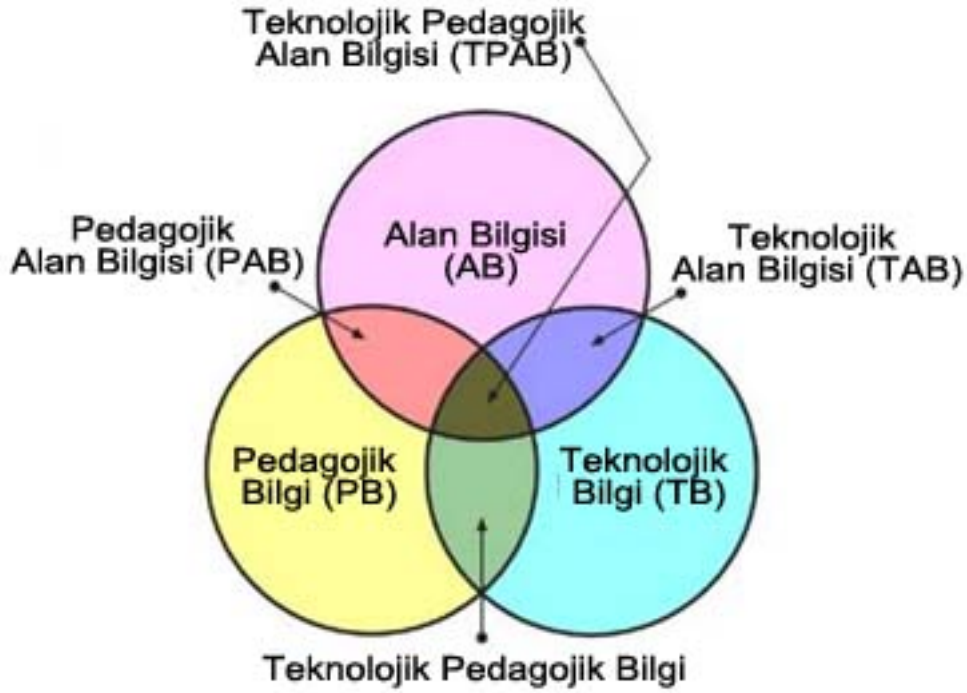 Teknolojik Pedagojik
Alan Bilgisi (TPAB)
Pedagojik
Alan Bilgisi (PAB)
Alan Bilgisi
(AB)
Teknolojik
Alan Bilgisi (TAB)
Pedagojik
Bilgi (PB)
Teknolojik
Bilgi (TB)
Teknolojik Pedagojik Bilgi